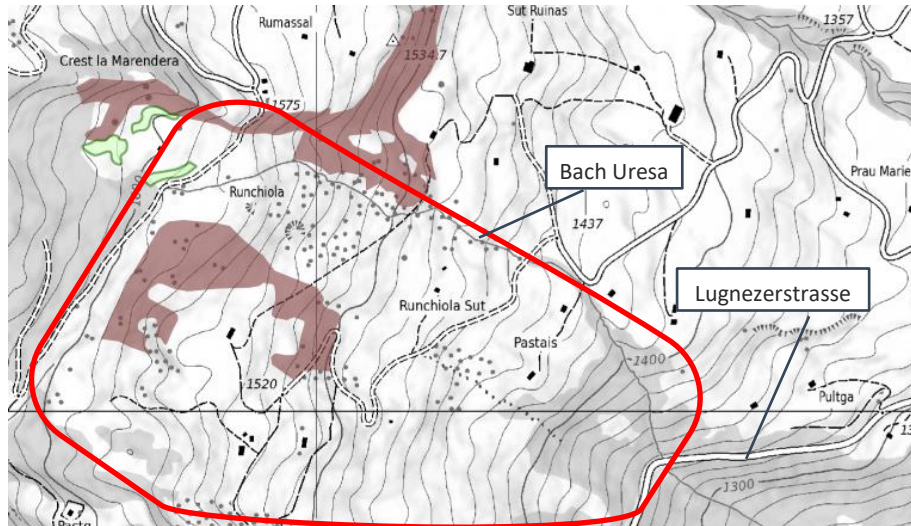 Rumassal
Sut Ruinas
1357
1534.7
Crest la Marendera
1575
Bach Uresa
Prau Marie
Runchiola
1437
Lugnezerstrasse
Runchiola Sut
Pastais
1400
1520
Pultga
1300